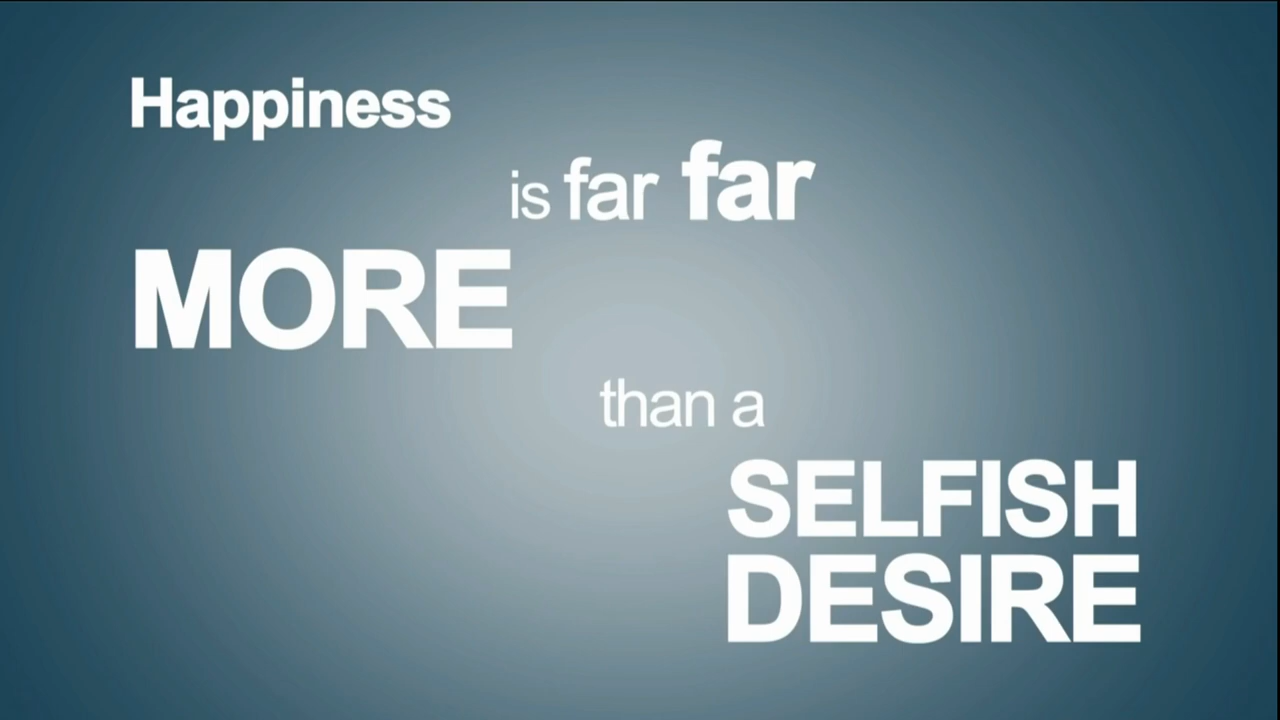 Happiness
is far far
MORE
than a
SELFISH
DESIRE